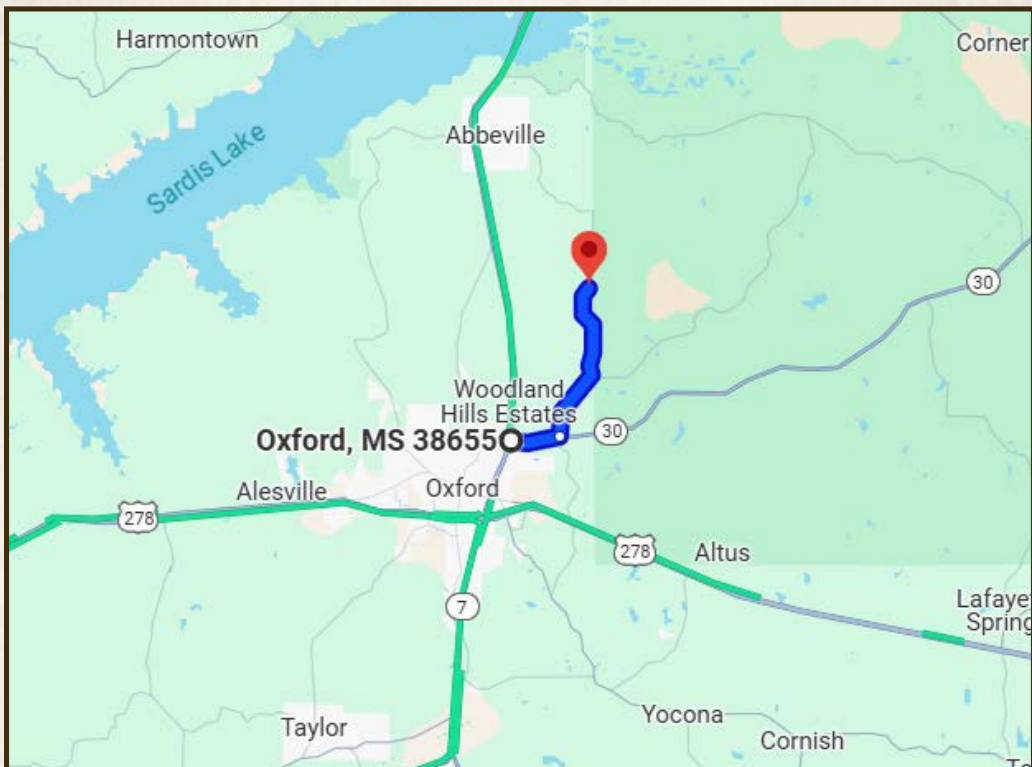 Harmontown
Corner
Sardis Lake
Abbeville
30
Woodland
Hills Estates
30
Oxford, MS 38655
Alesville
Oxford
278
278
Altus
7
Lafayet
Spring
Taylor
Yocona
Cornish
To